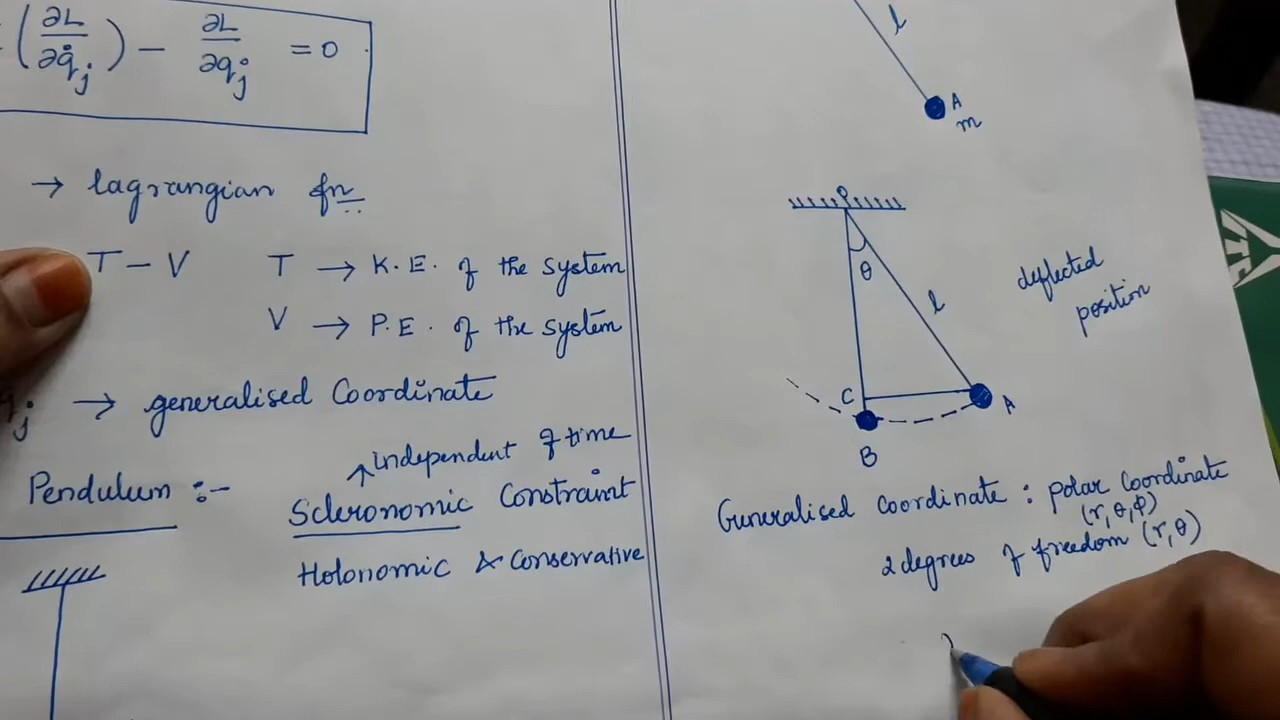 (∂L/∂q̇j) - ∂L/∂qj = 0
→ lagrangian fn
T - V T → K.E. of the system
V → P.E. of the system
qj → generalised Coordinate
↗independent of time
Pendulum :- Scleronomic Constraint
Holonomic & Conservative
l
A
m
θ
l
deflected
position
C
A
B
Generalised Coordinate : polar Coordinate
(r, θ, φ)
2 degrees of freedom (r, θ)